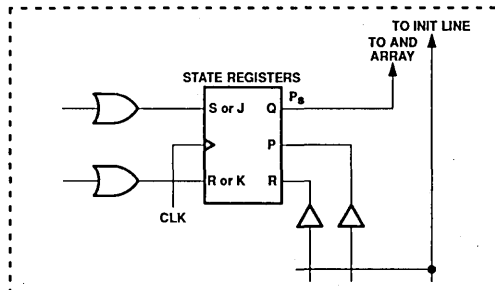 TO INIT LINE
TO AND
ARRAY
STATE REGISTERS
Ps
S or J
Q
P
R or K
R
CLK